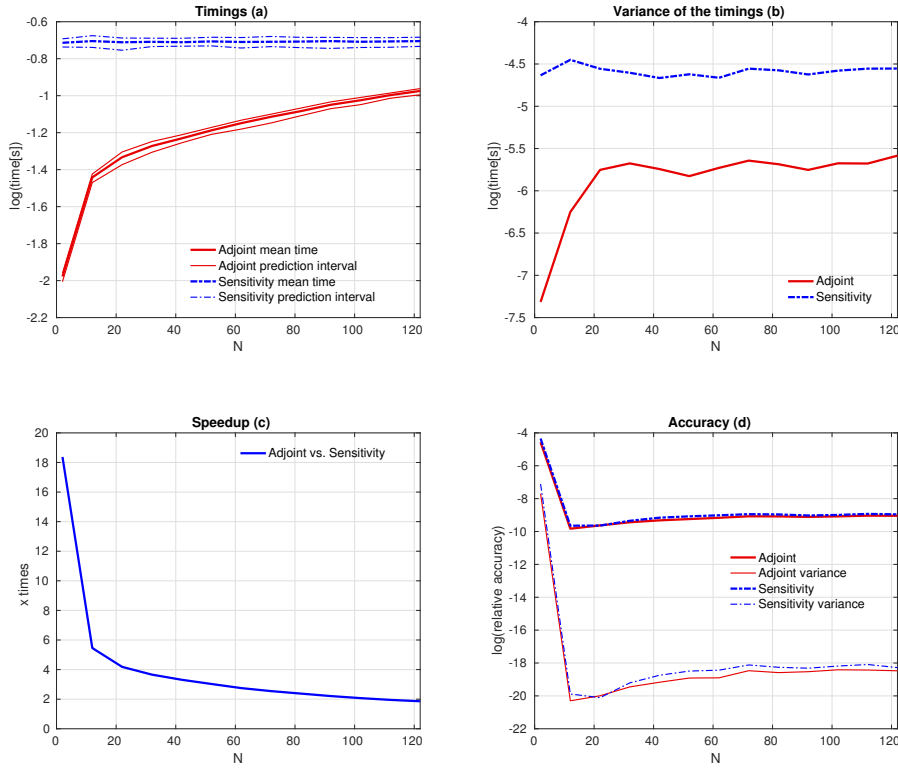 Timings (a)
log(time[s])
-0.6
-0.8
-1
-1.2
-1.4
-1.6
-1.8
-2
-2.2
Adjoint mean time
Adjoint prediction interval
Sensitivity mean time
Sensitivity prediction interval
0 20 40 60 80 100 120
N
Variance of the timings (b)
log(time[s])
-4
-4.5
-5
-5.5
-6
-6.5
-7
-7.5
Adjoint
Sensitivity
0 20 40 60 80 100 120
N
Speedup (c)
x times
20
18
16
14
12
10
8
6
4
2
0
Adjoint vs. Sensitivity
0 20 40 60 80 100 120
N
Accuracy (d)
log(relative accuracy)
-4
-6
-8
-10
-12
-14
-16
-18
-20
-22
Adjoint
Adjoint variance
Sensitivity
Sensitivity variance
0 20 40 60 80 100 120
N